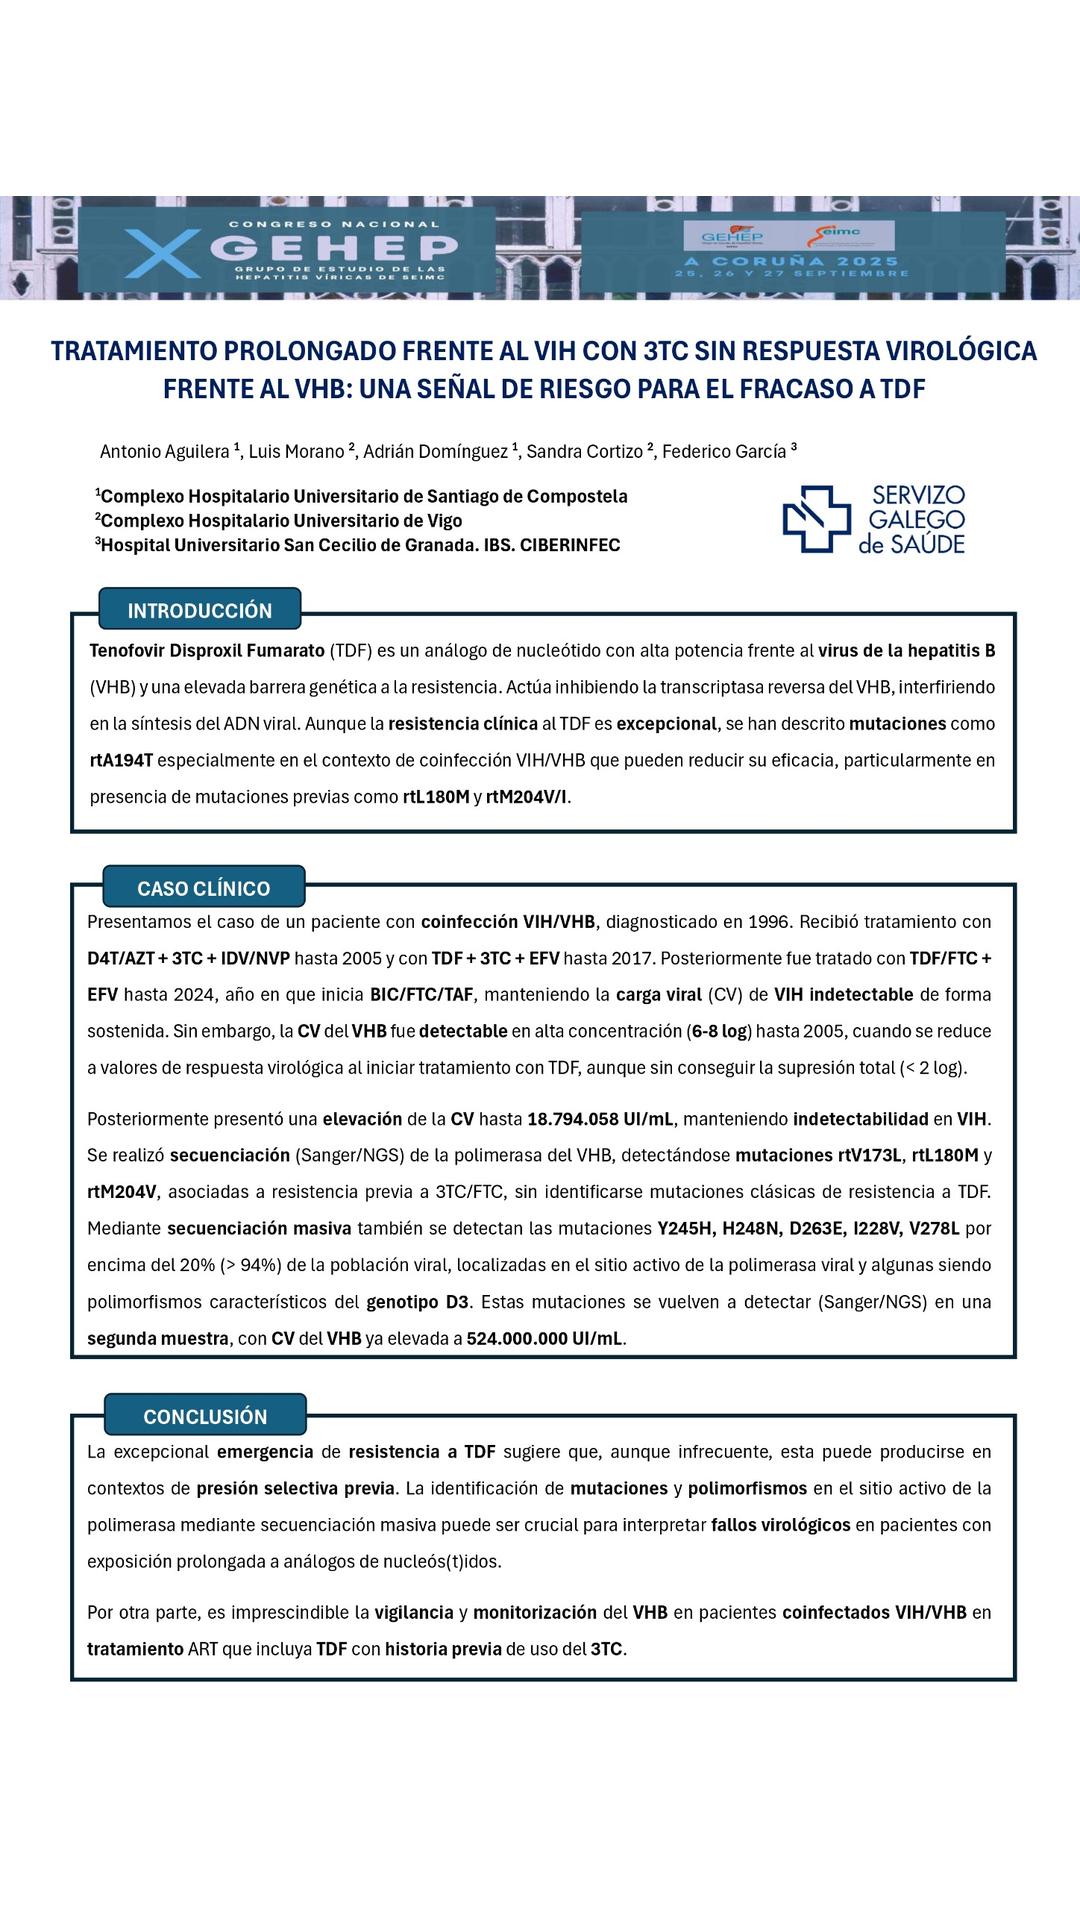 CONGRESO NACIONAL
X GEHEP
GRUPO DE ESTUDIO DE LAS
HEPATITIS VÍRICAS DE SEIMC
GEHEP
Seimc
A CORUÑA 2025
25, 26 Y 27 SEPTIEMBRE
TRATAMIENTO PROLONGADO FRENTE AL VIH CON 3TC SIN RESPUESTA VIROLÓGICA
FRENTE AL VHB: UNA SEÑAL DE RIESGO PARA EL FRACASO A TDF
Antonio Aguilera ¹, Luis Morano ², Adrián Domínguez ¹, Sandra Cortizo ², Federico García ³
¹Complexo Hospitalario Universitario de Santiago de Compostela
²Complexo Hospitalario Universitario de Vigo
³Hospital Universitario San Cecilio de Granada. IBS. CIBERINFEC
SERVIZO
GALEGO
de SAÚDE
INTRODUCCIÓN
Tenofovir Disproxil Fumarato (TDF) es un análogo de nucleótido con alta potencia frente al virus de la hepatitis B
(VHB) y una elevada barrera genética a la resistencia. Actúa inhibiendo la transcriptasa reversa del VHB, interfiriendo
en la síntesis del ADN viral. Aunque la resistencia clínica al TDF es excepcional, se han descrito mutaciones como
rtA194T especialmente en el contexto de coinfección VIH/VHB que pueden reducir su eficacia, particularmente en
presencia de mutaciones previas como rtL180M y rtM204V/I.
CASO CLÍNICO
Presentamos el caso de un paciente con coinfección VIH/VHB, diagnosticado en 1996. Recibió tratamiento con
D4T/AZT + 3TC + IDV/NVP hasta 2005 y con TDF + 3TC + EFV hasta 2017. Posteriormente fue tratado con TDF/FTC +
EFV hasta 2024, año en que inicia BIC/FTC/TAF, manteniendo la carga viral (CV) de VIH indetectable de forma
sostenida. Sin embargo, la CV del VHB fue detectable en alta concentración (6-8 log) hasta 2005, cuando se reduce
a valores de respuesta virológica al iniciar tratamiento con TDF, aunque sin conseguir la supresión total (< 2 log).
Posteriormente presentó una elevación de la CV hasta 18.794.058 UI/mL, manteniendo indetectabilidad en VIH.
Se realizó secuenciación (Sanger/NGS) de la polimerasa del VHB, detectándose mutaciones rtV173L, rtL180M y
rtM204V, asociadas a resistencia previa a 3TC/FTC, sin identificarse mutaciones clásicas de resistencia a TDF.
Mediante secuenciación masiva también se detectan las mutaciones Y245H, H248N, D263E, I228V, V278L por
encima del 20% (> 94%) de la población viral, localizadas en el sitio activo de la polimerasa viral y algunas siendo
polimorfismos característicos del genotipo D3. Estas mutaciones se vuelven a detectar (Sanger/NGS) en una
segunda muestra, con CV del VHB ya elevada a 524.000.000 UI/mL.
CONCLUSIÓN
La excepcional emergencia de resistencia a TDF sugiere que, aunque infrecuente, esta puede producirse en
contextos de presión selectiva previa. La identificación de mutaciones y polimorfismos en el sitio activo de la
polimerasa mediante secuenciación masiva puede ser crucial para interpretar fallos virológicos en pacientes con
exposición prolongada a análogos de nucleós(t)idos.
Por otra parte, es imprescindible la vigilancia y monitorización del VHB en pacientes coinfectados VIH/VHB en
tratamiento ART que incluya TDF con historia previa de uso del 3TC.